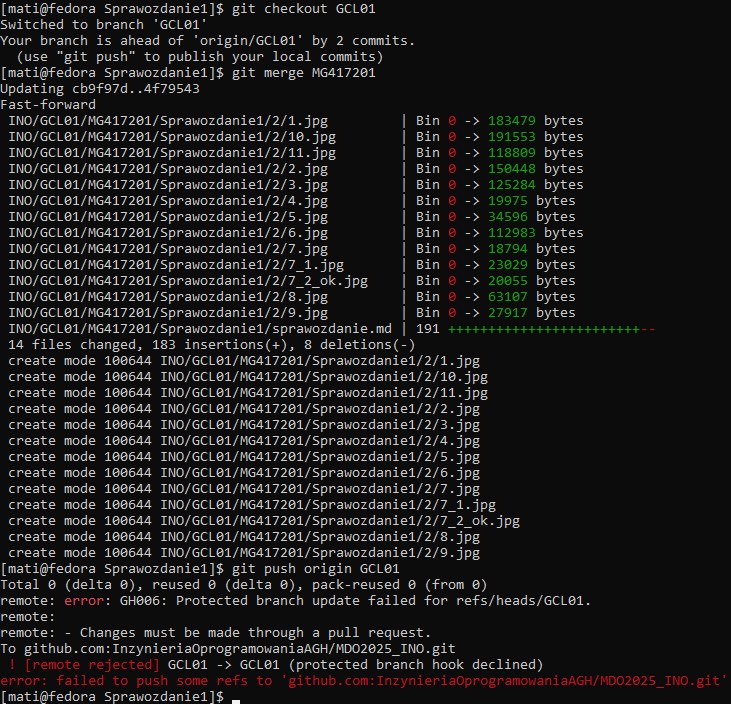 [mati@fedora Sprawozdanie1]$ git checkout GCL01
Switched to branch 'GCL01'
Your branch is ahead of 'origin/GCL01' by 2 commits.
  (use "git push" to publish your local commits)
[mati@fedora Sprawozdanie1]$ git merge MG417201
Updating cb9f97d..4f79543
Fast-forward
 INO/GCL01/MG417201/Sprawozdanie1/2/1.jpg         | Bin 0 -> 183479 bytes
 INO/GCL01/MG417201/Sprawozdanie1/2/10.jpg        | Bin 0 -> 191553 bytes
 INO/GCL01/MG417201/Sprawozdanie1/2/11.jpg        | Bin 0 -> 118809 bytes
 INO/GCL01/MG417201/Sprawozdanie1/2/2.jpg         | Bin 0 -> 150448 bytes
 INO/GCL01/MG417201/Sprawozdanie1/2/3.jpg         | Bin 0 -> 125284 bytes
 INO/GCL01/MG417201/Sprawozdanie1/2/4.jpg         | Bin 0 -> 19975 bytes
 INO/GCL01/MG417201/Sprawozdanie1/2/5.jpg         | Bin 0 -> 34596 bytes
 INO/GCL01/MG417201/Sprawozdanie1/2/6.jpg         | Bin 0 -> 112983 bytes
 INO/GCL01/MG417201/Sprawozdanie1/2/7.jpg         | Bin 0 -> 18794 bytes
 INO/GCL01/MG417201/Sprawozdanie1/2/7_1.jpg       | Bin 0 -> 23029 bytes
 INO/GCL01/MG417201/Sprawozdanie1/2/7_2_ok.jpg    | Bin 0 -> 20055 bytes
 INO/GCL01/MG417201/Sprawozdanie1/2/8.jpg         | Bin 0 -> 63107 bytes
 INO/GCL01/MG417201/Sprawozdanie1/2/9.jpg         | Bin 0 -> 27917 bytes
 INO/GCL01/MG417201/Sprawozdanie1/sprawozdanie.md | 191 ++++++++++++++++++++++++--
 14 files changed, 183 insertions(+), 8 deletions(-)
 create mode 100644 INO/GCL01/MG417201/Sprawozdanie1/2/1.jpg
 create mode 100644 INO/GCL01/MG417201/Sprawozdanie1/2/10.jpg
 create mode 100644 INO/GCL01/MG417201/Sprawozdanie1/2/11.jpg
 create mode 100644 INO/GCL01/MG417201/Sprawozdanie1/2/2.jpg
 create mode 100644 INO/GCL01/MG417201/Sprawozdanie1/2/3.jpg
 create mode 100644 INO/GCL01/MG417201/Sprawozdanie1/2/4.jpg
 create mode 100644 INO/GCL01/MG417201/Sprawozdanie1/2/5.jpg
 create mode 100644 INO/GCL01/MG417201/Sprawozdanie1/2/6.jpg
 create mode 100644 INO/GCL01/MG417201/Sprawozdanie1/2/7.jpg
 create mode 100644 INO/GCL01/MG417201/Sprawozdanie1/2/7_1.jpg
 create mode 100644 INO/GCL01/MG417201/Sprawozdanie1/2/7_2_ok.jpg
 create mode 100644 INO/GCL01/MG417201/Sprawozdanie1/2/8.jpg
 create mode 100644 INO/GCL01/MG417201/Sprawozdanie1/2/9.jpg
[mati@fedora Sprawozdanie1]$ git push origin GCL01
Total 0 (delta 0), reused 0 (delta 0), pack-reused 0 (from 0)
remote: error: GH006: Protected branch update failed for refs/heads/GCL01.
remote:
remote: - Changes must be made through a pull request.
To github.com:InzynieriaOprogramowaniaAGH/MDO2025_INO.git
 ! [remote rejected] GCL01 -> GCL01 (protected branch hook declined)
error: failed to push some refs to 'github.com:InzynieriaOprogramowaniaAGH/MDO2025_INO.git'
[mati@fedora Sprawozdanie1]$